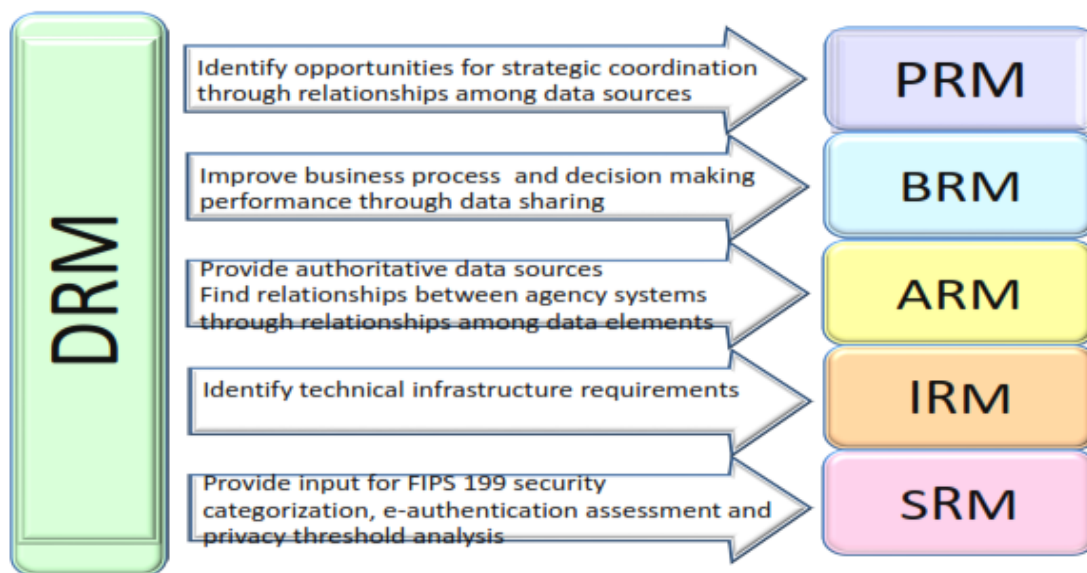 DRM
Identify opportunities for strategic coordination
through relationships among data sources
PRM
Improve business process and decision making
performance through data sharing
BRM
Provide authoritative data sources
Find relationships between agency systems
through relationships among data elements
ARM
Identify technical infrastructure requirements
IRM
Provide input for FIPS 199 security
categorization, e-authentication assessment and
privacy threshold analysis
SRM